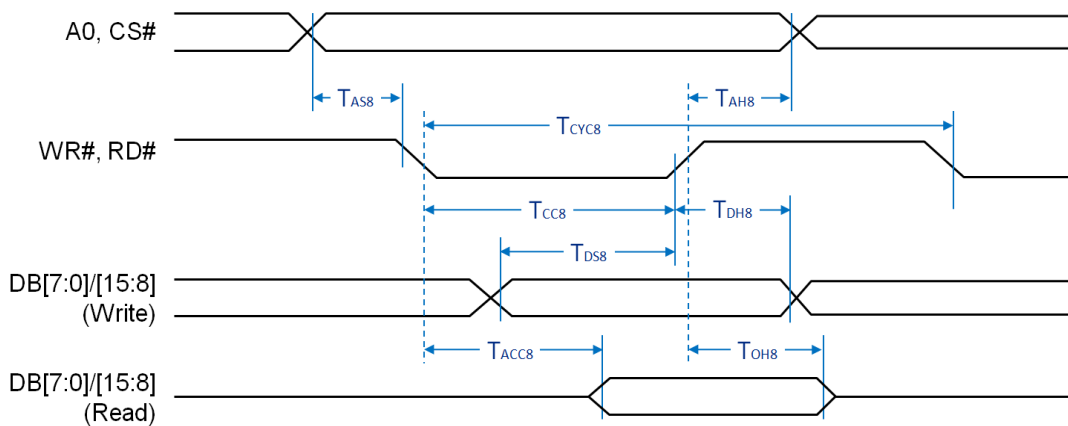 A0, CS#
TAS8
TAH8
TCYC8
WR#, RD#
TCC8
TDH8
TDS8
DB[7:0]/[15:8]
(Write)
TACC8
TOH8
DB[7:0]/[15:8]
(Read)